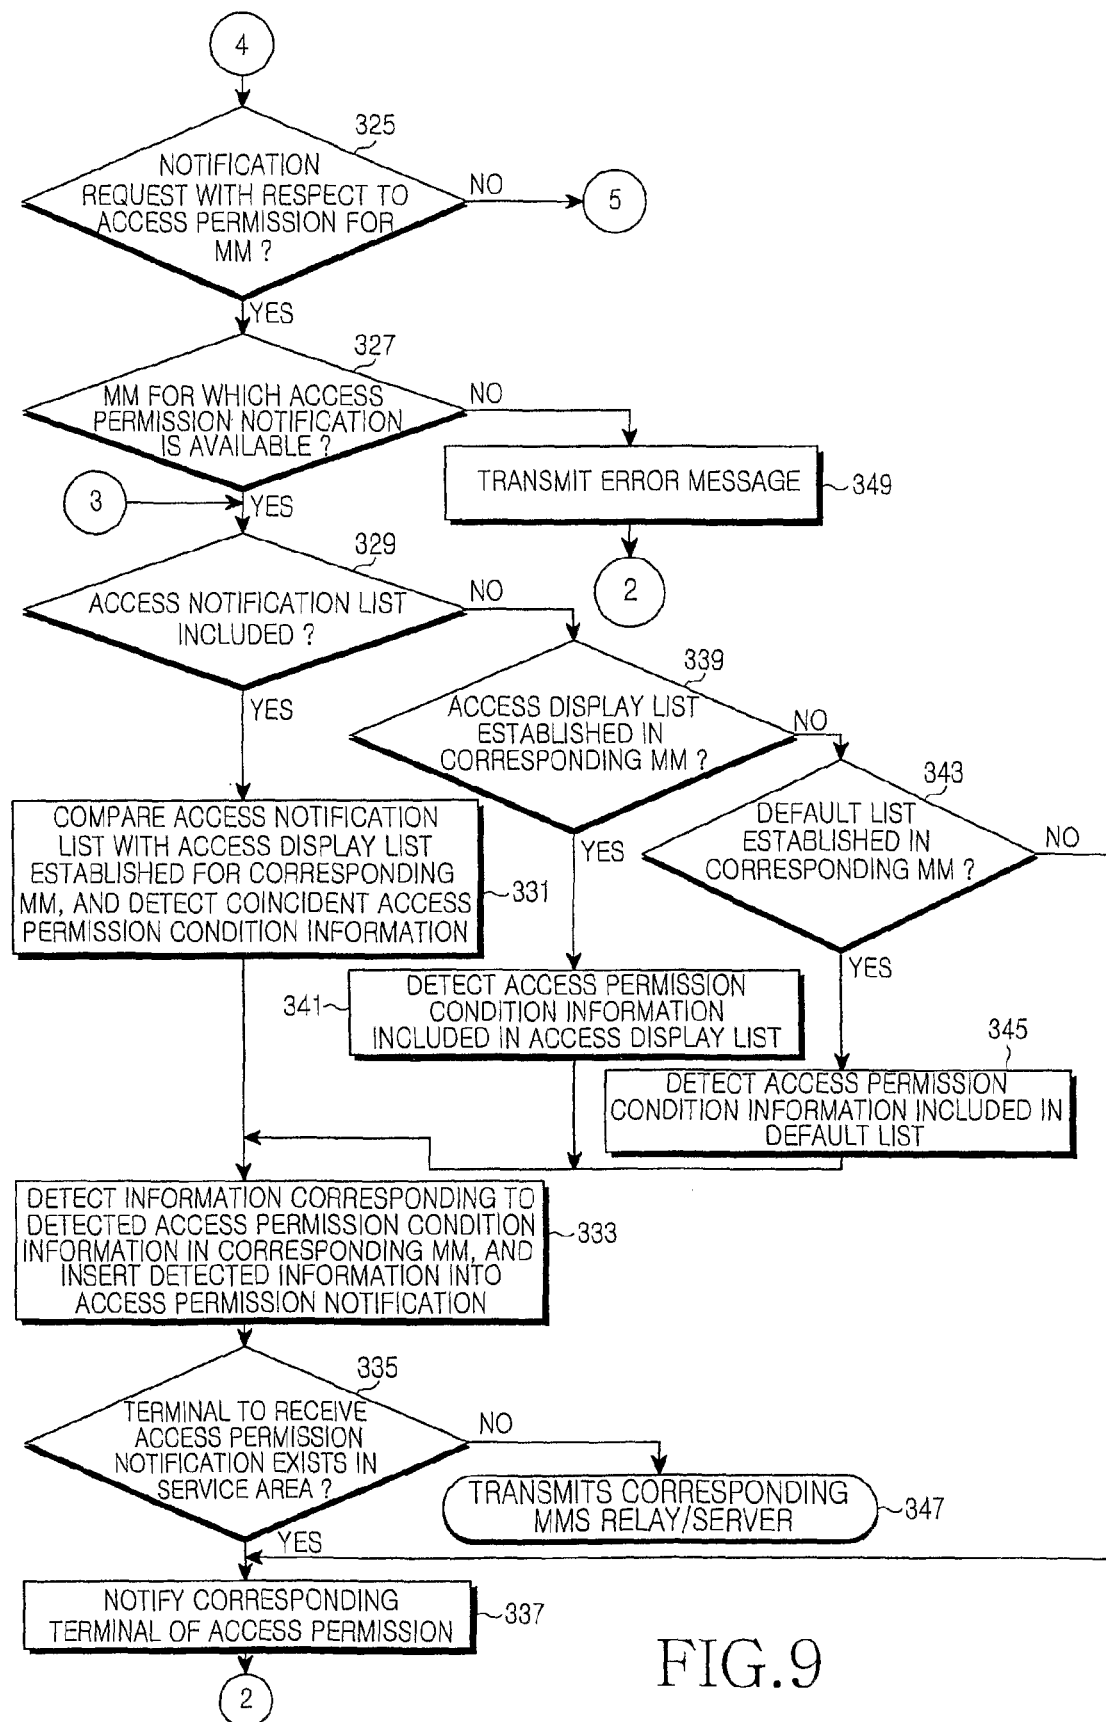 4
325
NOTIFICATION
REQUEST WITH RESPECT TO
ACCESS PERMISSION FOR
MM ?
NO
5
YES
327
MM FOR WHICH ACCESS
PERMISSION NOTIFICATION
IS AVAILABLE ?
NO
TRANSMIT ERROR MESSAGE
349
2
3
YES
329
ACCESS NOTIFICATION LIST
INCLUDED ?
NO
YES
339
ACCESS DISPLAY LIST
ESTABLISHED IN
CORRESPONDING MM ?
NO
YES
343
DEFAULT LIST
ESTABLISHED IN
CORRESPONDING MM ?
NO
YES
COMPARE ACCESS NOTIFICATION
LIST WITH ACCESS DISPLAY LIST
ESTABLISHED FOR CORRESPONDING
MM, AND DETECT COINCIDENT ACCESS
PERMISSION CONDITION INFORMATION
331
341
DETECT ACCESS PERMISSION
CONDITION INFORMATION
INCLUDED IN ACCESS DISPLAY LIST
345
DETECT ACCESS PERMISSION
CONDITION INFORMATION INCLUDED IN
DEFAULT LIST
DETECT INFORMATION CORRESPONDING TO
DETECTED ACCESS PERMISSION CONDITION
INFORMATION IN CORRESPONDING MM, AND
INSERT DETECTED INFORMATION INTO
ACCESS PERMISSION NOTIFICATION
333
335
TERMINAL TO RECEIVE
ACCESS PERMISSION
NOTIFICATION EXISTS IN
SERVICE AREA ?
NO
TRANSMITS CORRESPONDING
MMS RELAY/SERVER
347
YES
NOTIFY CORRESPONDING
TERMINAL OF ACCESS PERMISSION
337
2
FIG.9